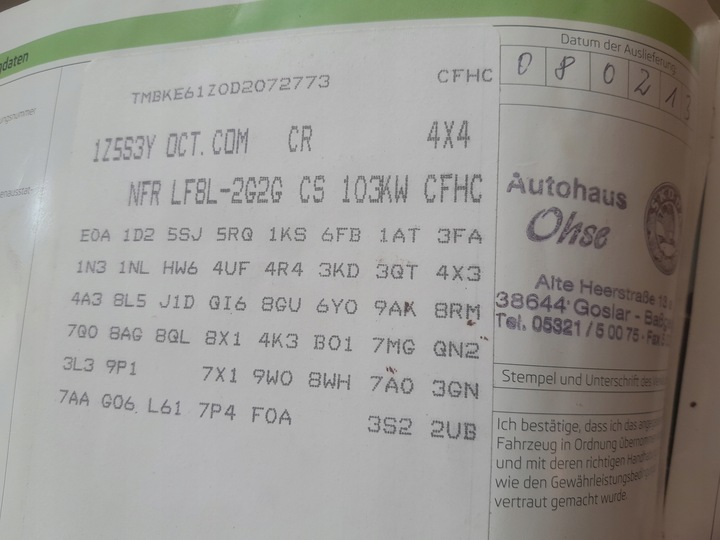 Datum der Auslieferung
0 8 0 2 1 3
TMBKE61Z0D2072773 CFHC
1Z5S3Y OCT. COM CR 4X4
NFR LF8L-2G2G CS 103KW CFHC
E0A 1D2 5SJ 5RQ 1KS 6FB 1AT 3FA
1N3 1NL HW6 4UF 4R4 3KD 3QT 4X3
4A3 8L5 J1D QI6 8GU 6Y0 9AK 8RM
7Q0 8AG 8QL 8X1 4K3 B01 7MG QN2
3L3 9P1 7X1 9W0 8WH 7A0 3GN
7AA G06 L61 7P4 F0A 3S2 2UB
Autohaus
Ohse
Alte Heerstraße
38644 Goslar -
Tel. 05321 / 5 00 75 - Fax
Stempel und Unterschrift des
Ich bestätige, dass ich das
Fahrzeug in Ordnung
und mit deren richtigen
wie den
vertraut gemacht wurde.